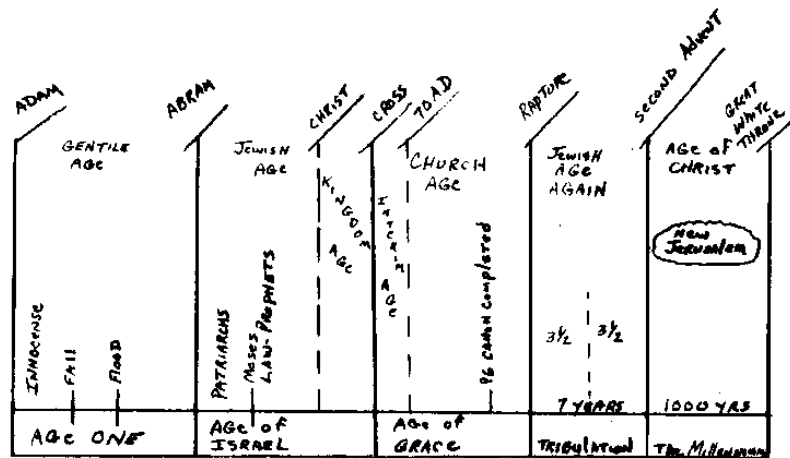 ADAM
ABRAM
CHRIST
CROSS
70 A.D
RAPTURE
SECOND ADVENT
GREAT
WHITE
THRONE
GENTILE
AGE
JEWISH
AGE
KINGDOM AGE
INTERIM AGE
CHURCH
AGE
JEWISH
AGE
AGAIN
AGE of
CHRIST
NEW
JERUSALEM
INNOCENSE
FAll
FlooD
PATRIARCHS
MOSES
LAW-PROPHETS
96 CANON Completed
3½
3½
7 YEARS
1000 YRS
AGE ONE
AGE of
ISRAEL
AGE of
GRACE
TRIBULATION
The Millennium